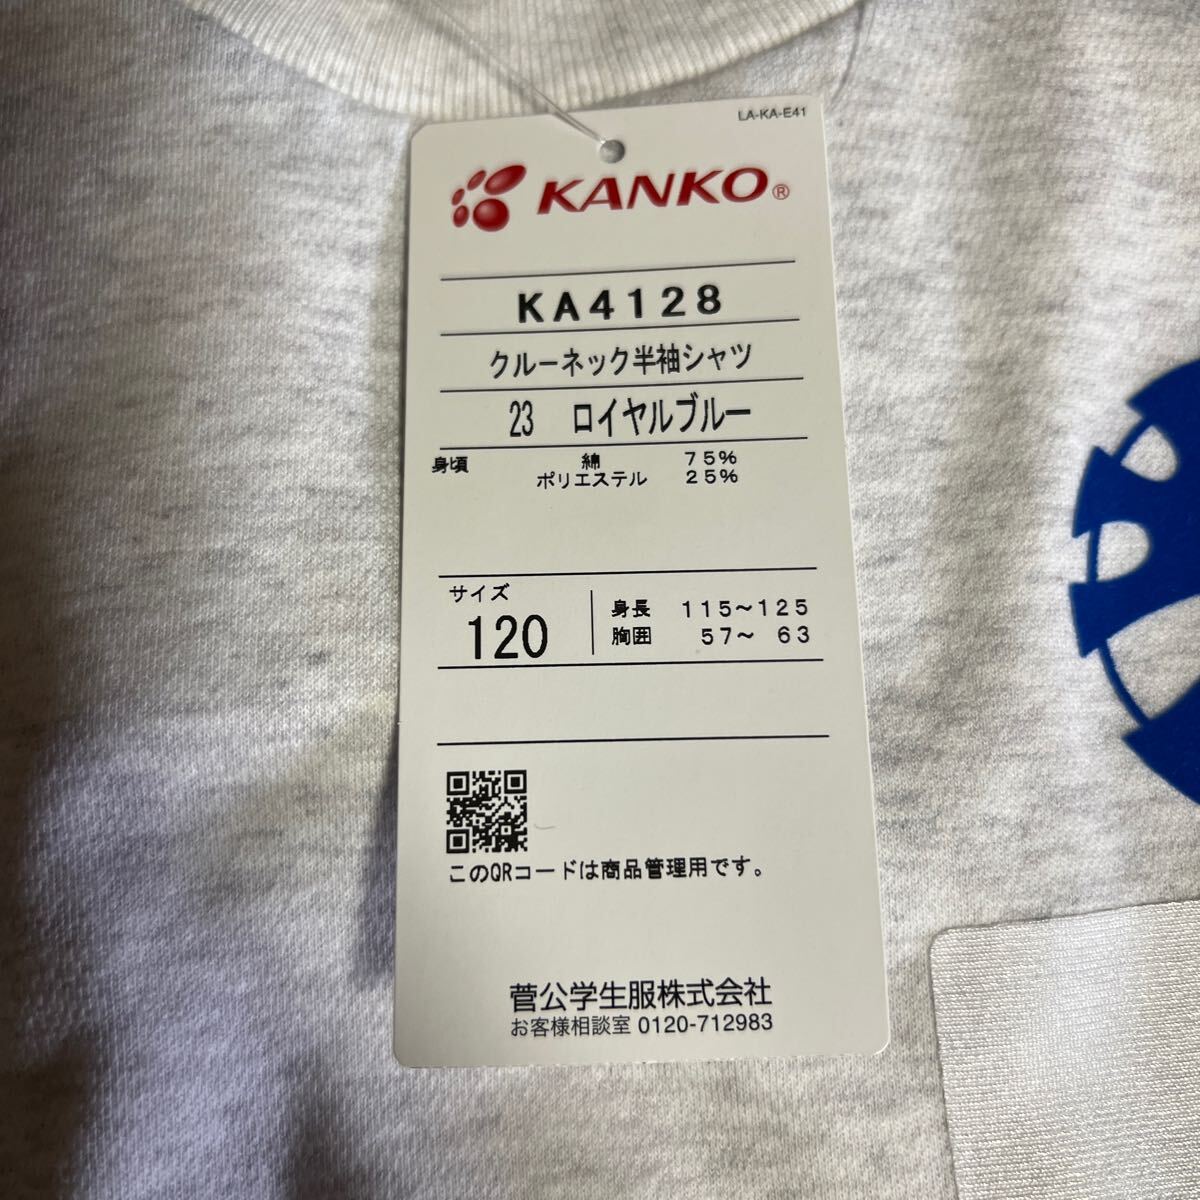 LA-KA-E41
KANKO®
KA4128
クルーネック半袖シャツ
23 ロイヤルブルー
身頃 綿 75%
ポリエステル 25%
サイズ
120
身長 115〜125
胸囲 57〜 63
このQRコードは商品管理用です。
菅公学生服株式会社
お客様相談室 0120-712983